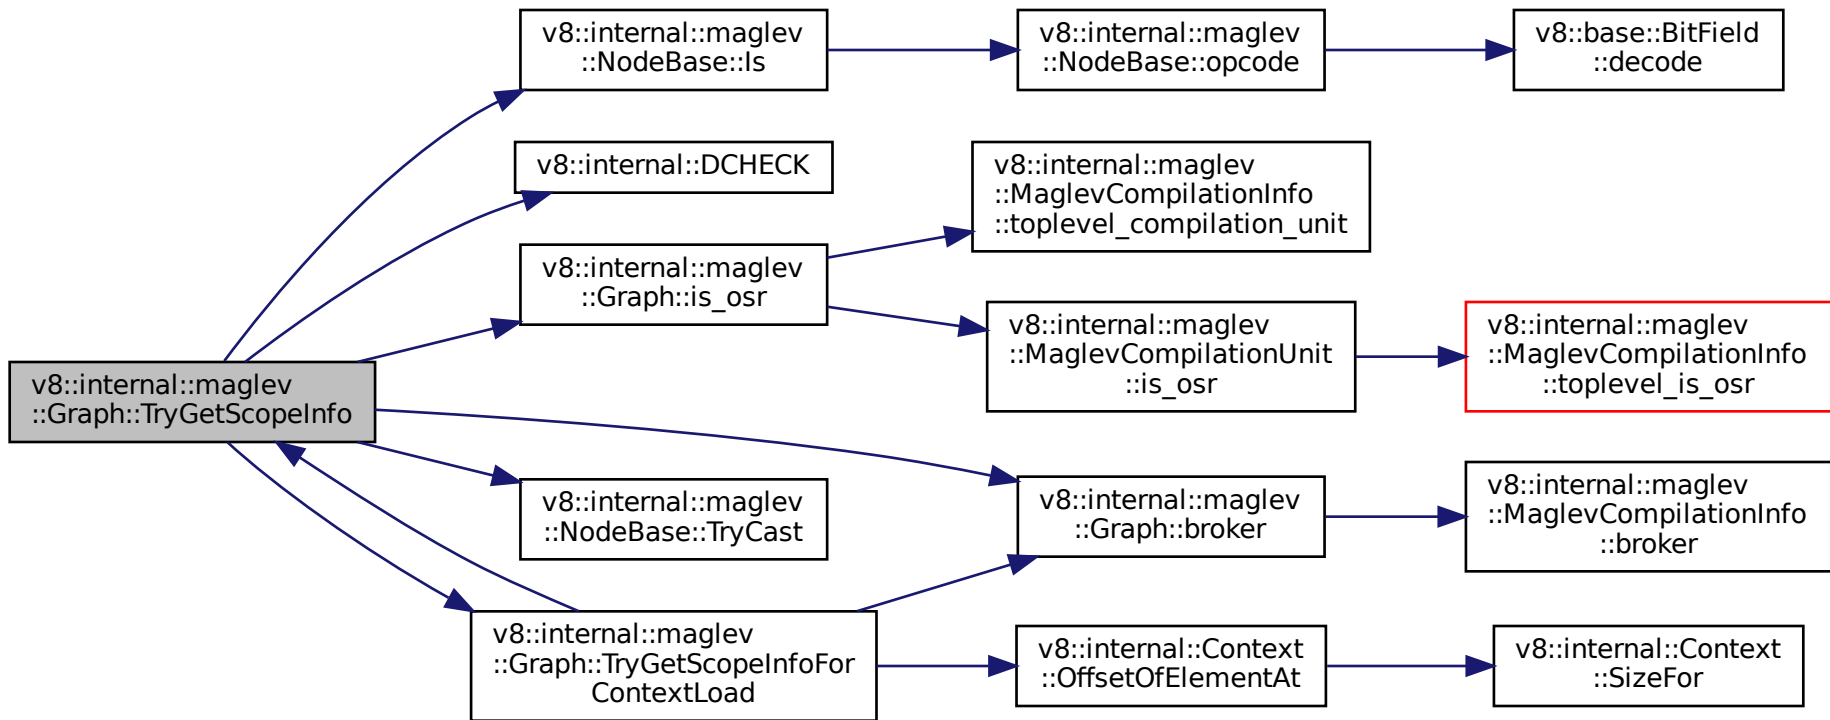 v8::internal::maglev
::NodeBase::Is
v8::internal::maglev
::NodeBase::opcode
v8::base::BitField
::decode
v8::internal::DCHECK
v8::internal::maglev
::MaglevCompilationInfo
::toplevel_compilation_unit
v8::internal::maglev
::Graph::is_osr
v8::internal::maglev
::MaglevCompilationUnit
::is_osr
v8::internal::maglev
::MaglevCompilationInfo
::toplevel_is_osr
v8::internal::maglev
::Graph::TryGetScopeInfo
v8::internal::maglev
::NodeBase::TryCast
v8::internal::maglev
::Graph::broker
v8::internal::maglev
::MaglevCompilationInfo
::broker
v8::internal::maglev
::Graph::TryGetScopeInfoFor
ContextLoad
v8::internal::Context
::OffsetOfElementAt
v8::internal::Context
::SizeFor